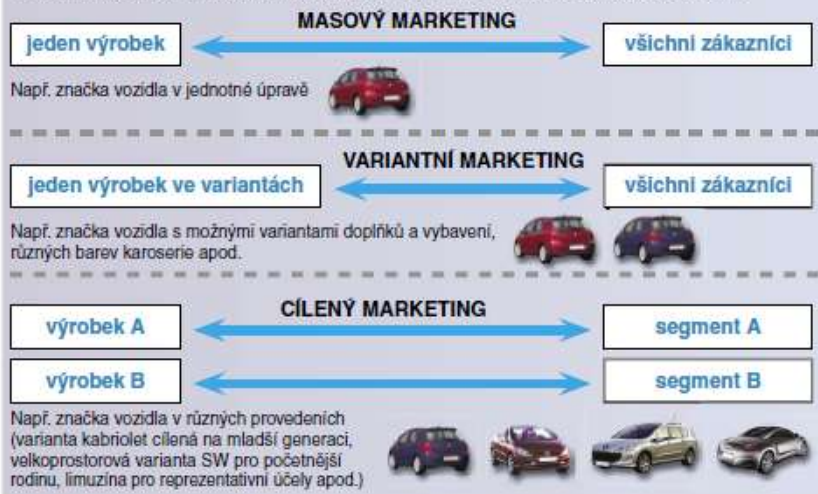 MASOVÝ MARKETING
jeden výrobek
všichni zákazníci
Např. značka vozidla v jednotné úpravě
VARIANTNÍ MARKETING
jeden výrobek ve variantách
všichni zákazníci
Např. značka vozidla s možnými variantami doplňků a vybavení,
různých barev karoserie apod.
CÍLENÝ MARKETING
výrobek A
segment A
výrobek B
segment B
Např. značka vozidla v různých provedeních
(varianta kabriolet cílená na mladší generaci,
velkoprostorová varianta SW pro početnější
rodinu, limuzína pro reprezentativní účely apod.)